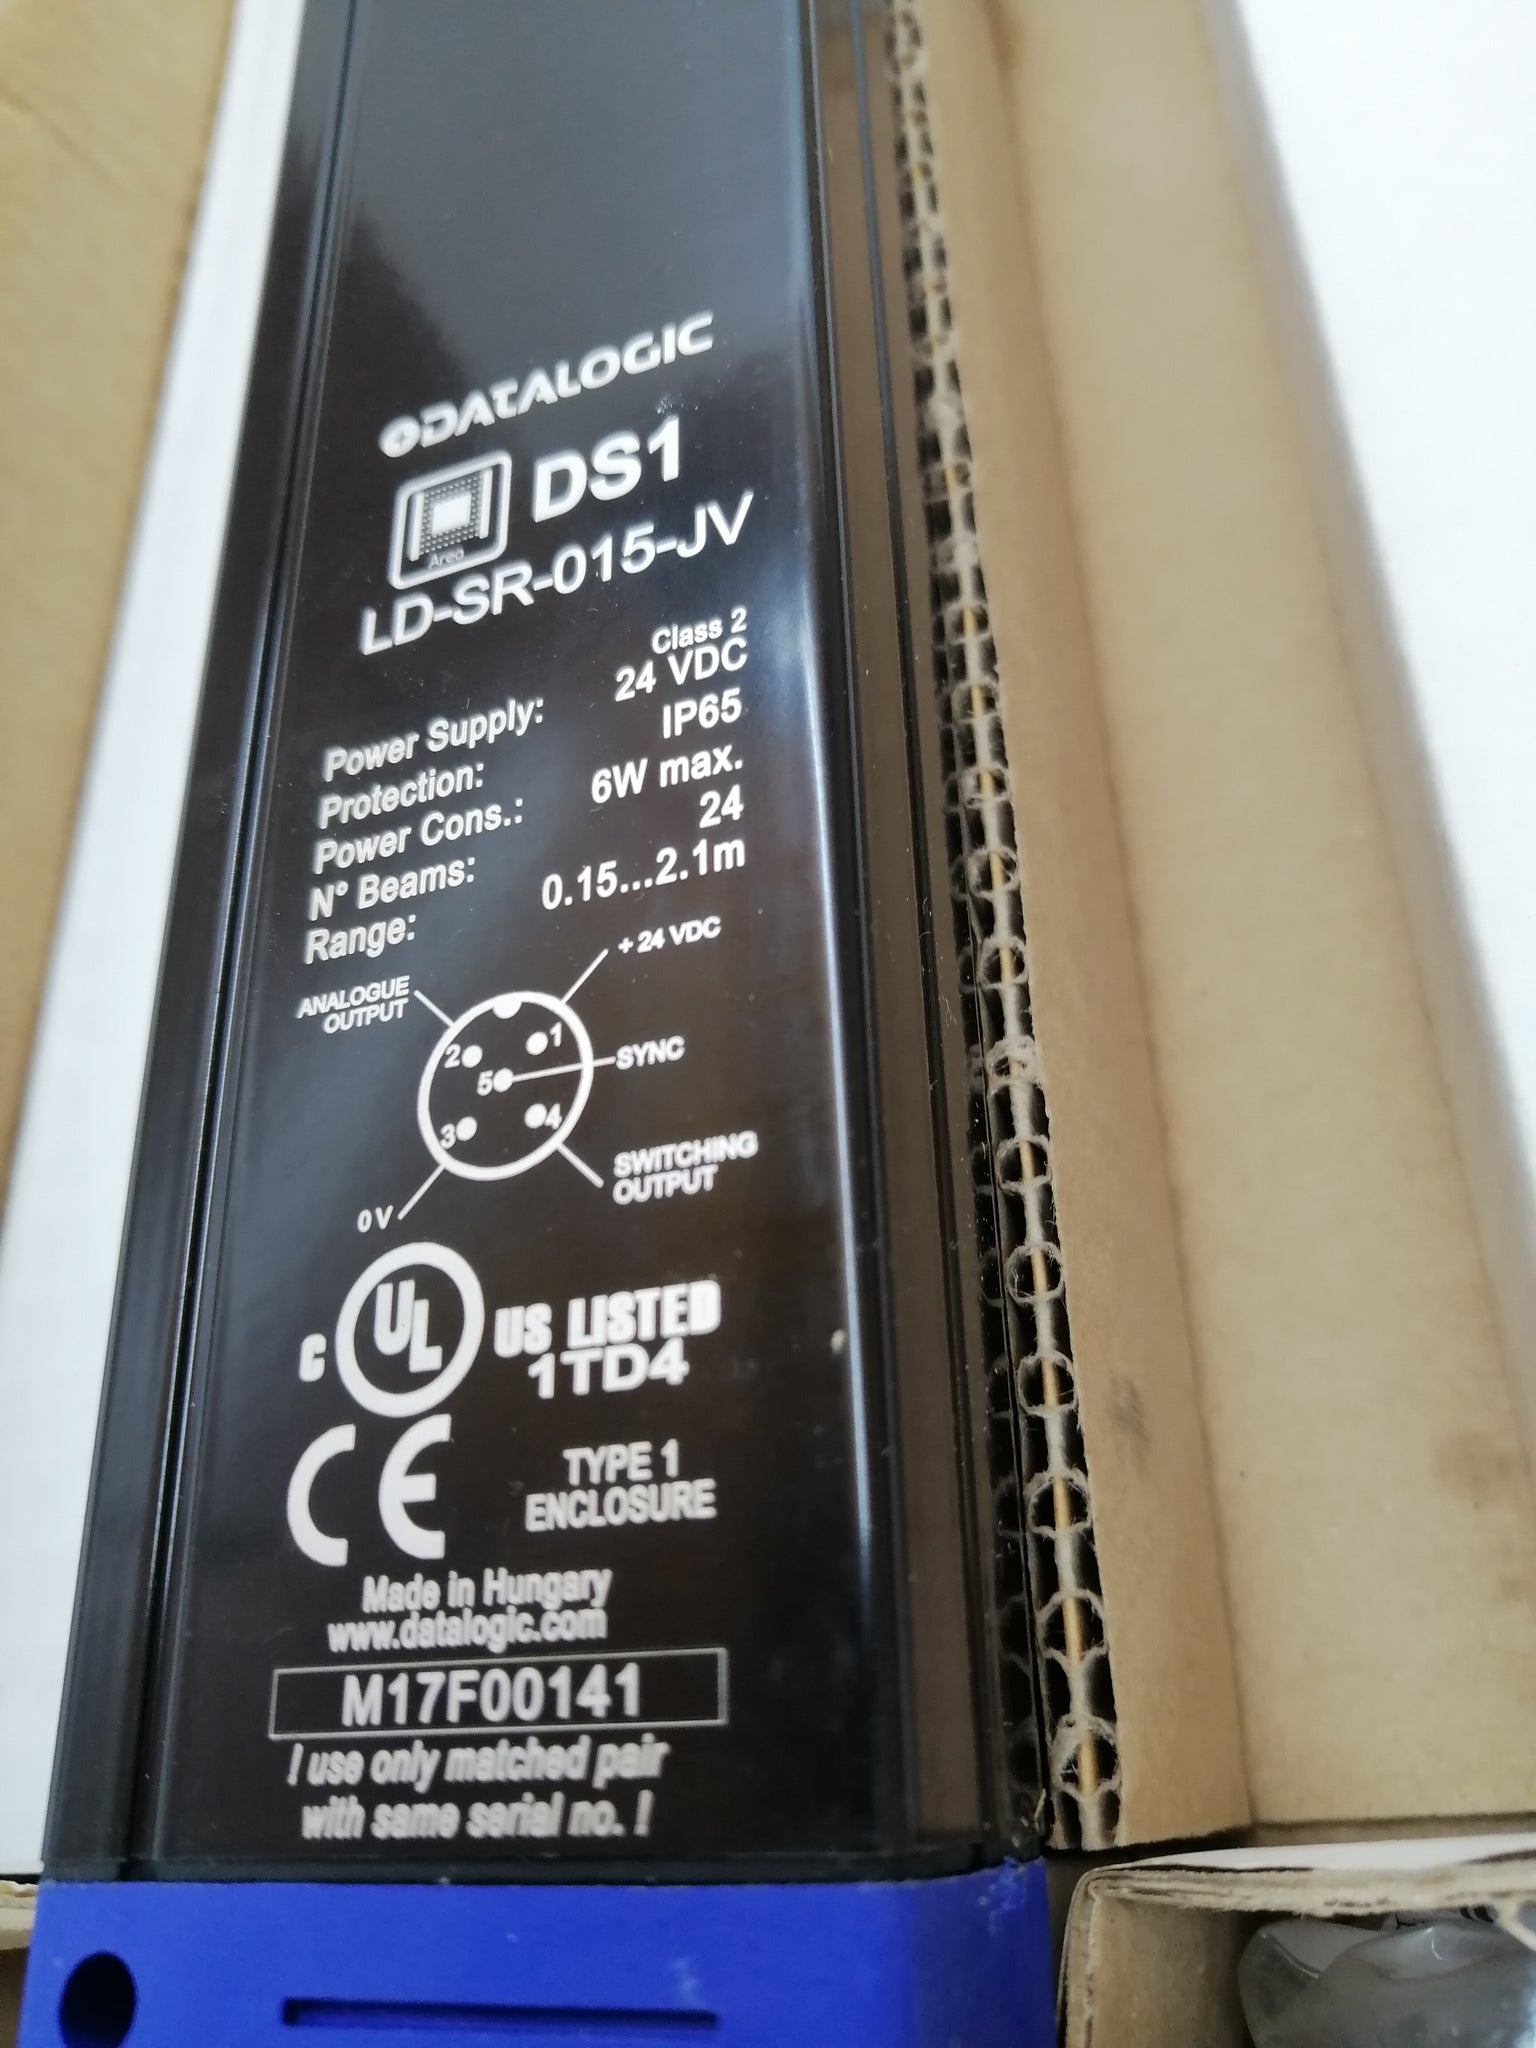 DATALOGIC
Area
DS1
LD-SR-015-JV
Class 2
Power Supply: 24 VDC
Protection: IP65
Power Cons.: 6W max.
N° Beams: 24
Range: 0.15...2.1m
+ 24 VDC
ANALOGUE
OUTPUT
2
1
SYNC
5
3
4
SWITCHING
OUTPUT
0 V
C UL US LISTED
1TD4
CE
TYPE 1
ENCLOSURE
Made in Hungary
www.datalogic.com
M17F00141
! use only matched pair
with same serial no. !